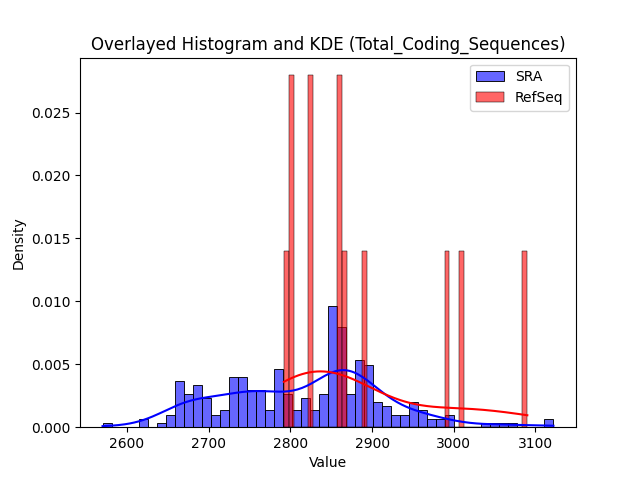 Overlayed Histogram and KDE (Total_Coding_Sequences)
SRA
RefSeq
0.025
0.020
0.015
0.010
0.005
0.000
Density
2600 2700 2800 2900 3000 3100
Value